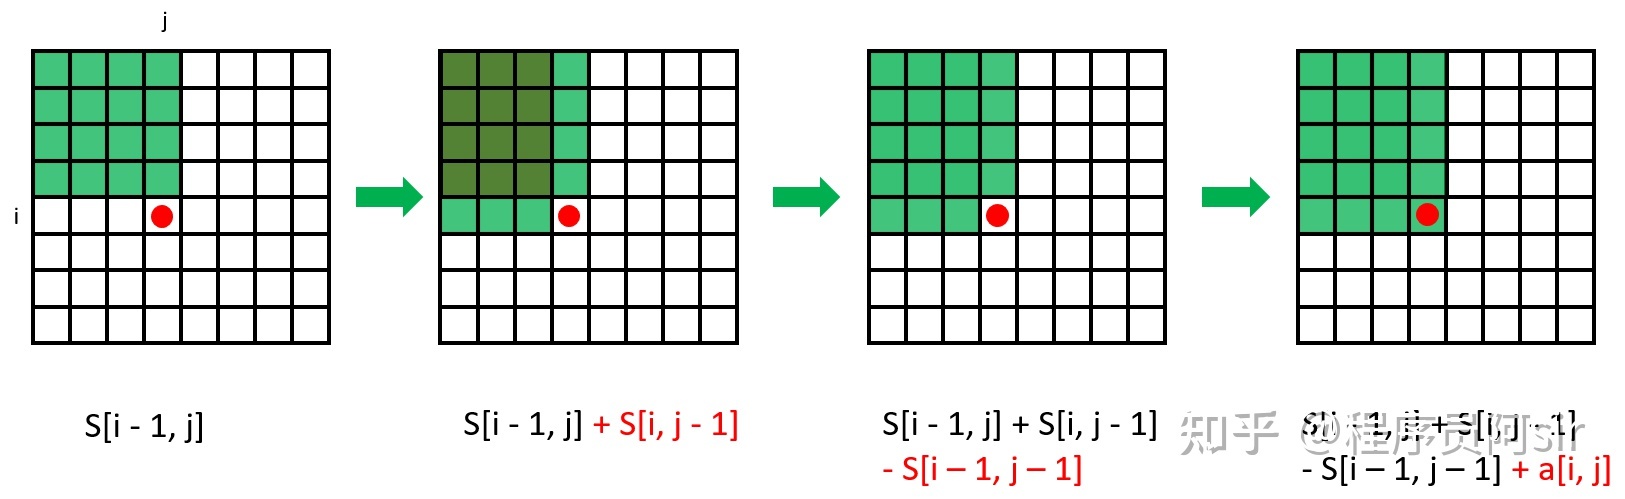 j
i
S[i - 1, j]
S[i - 1, j] + S[i, j - 1]
S[i - 1, j] + S[i, j - 1]
- S[i – 1, j – 1]
S[i - 1, j] + S[i, j - 1]
- S[i – 1, j – 1] + a[i, j]
知乎 @程序员阿sir